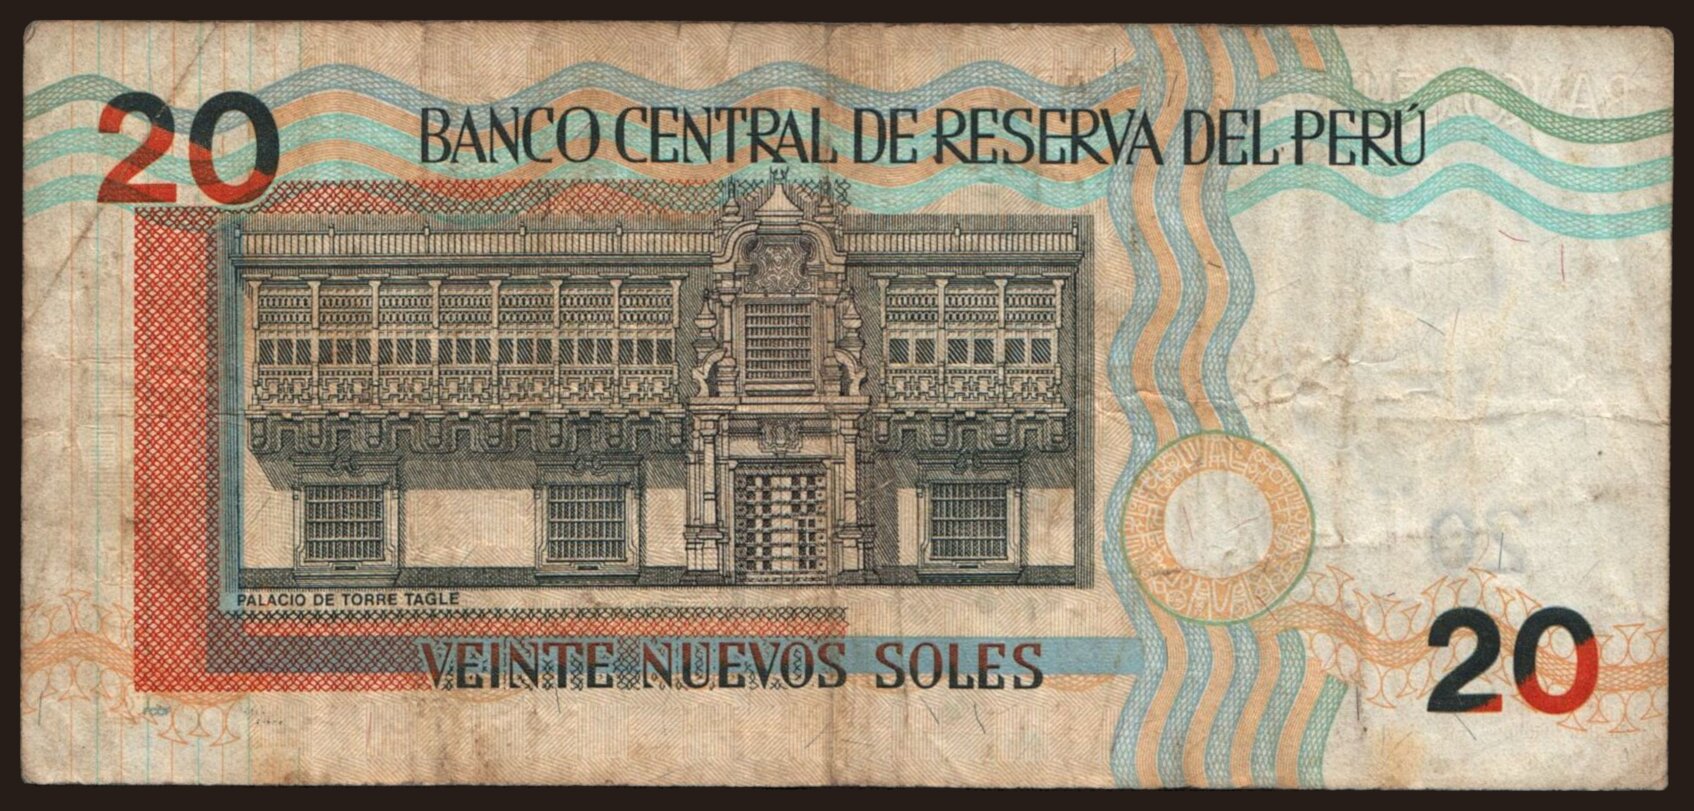 20
BANCO CENTRAL DE RESERVA DEL PERÚ
PALACIO DE TORRE TAGLE
VEINTE NUEVOS SOLES
20